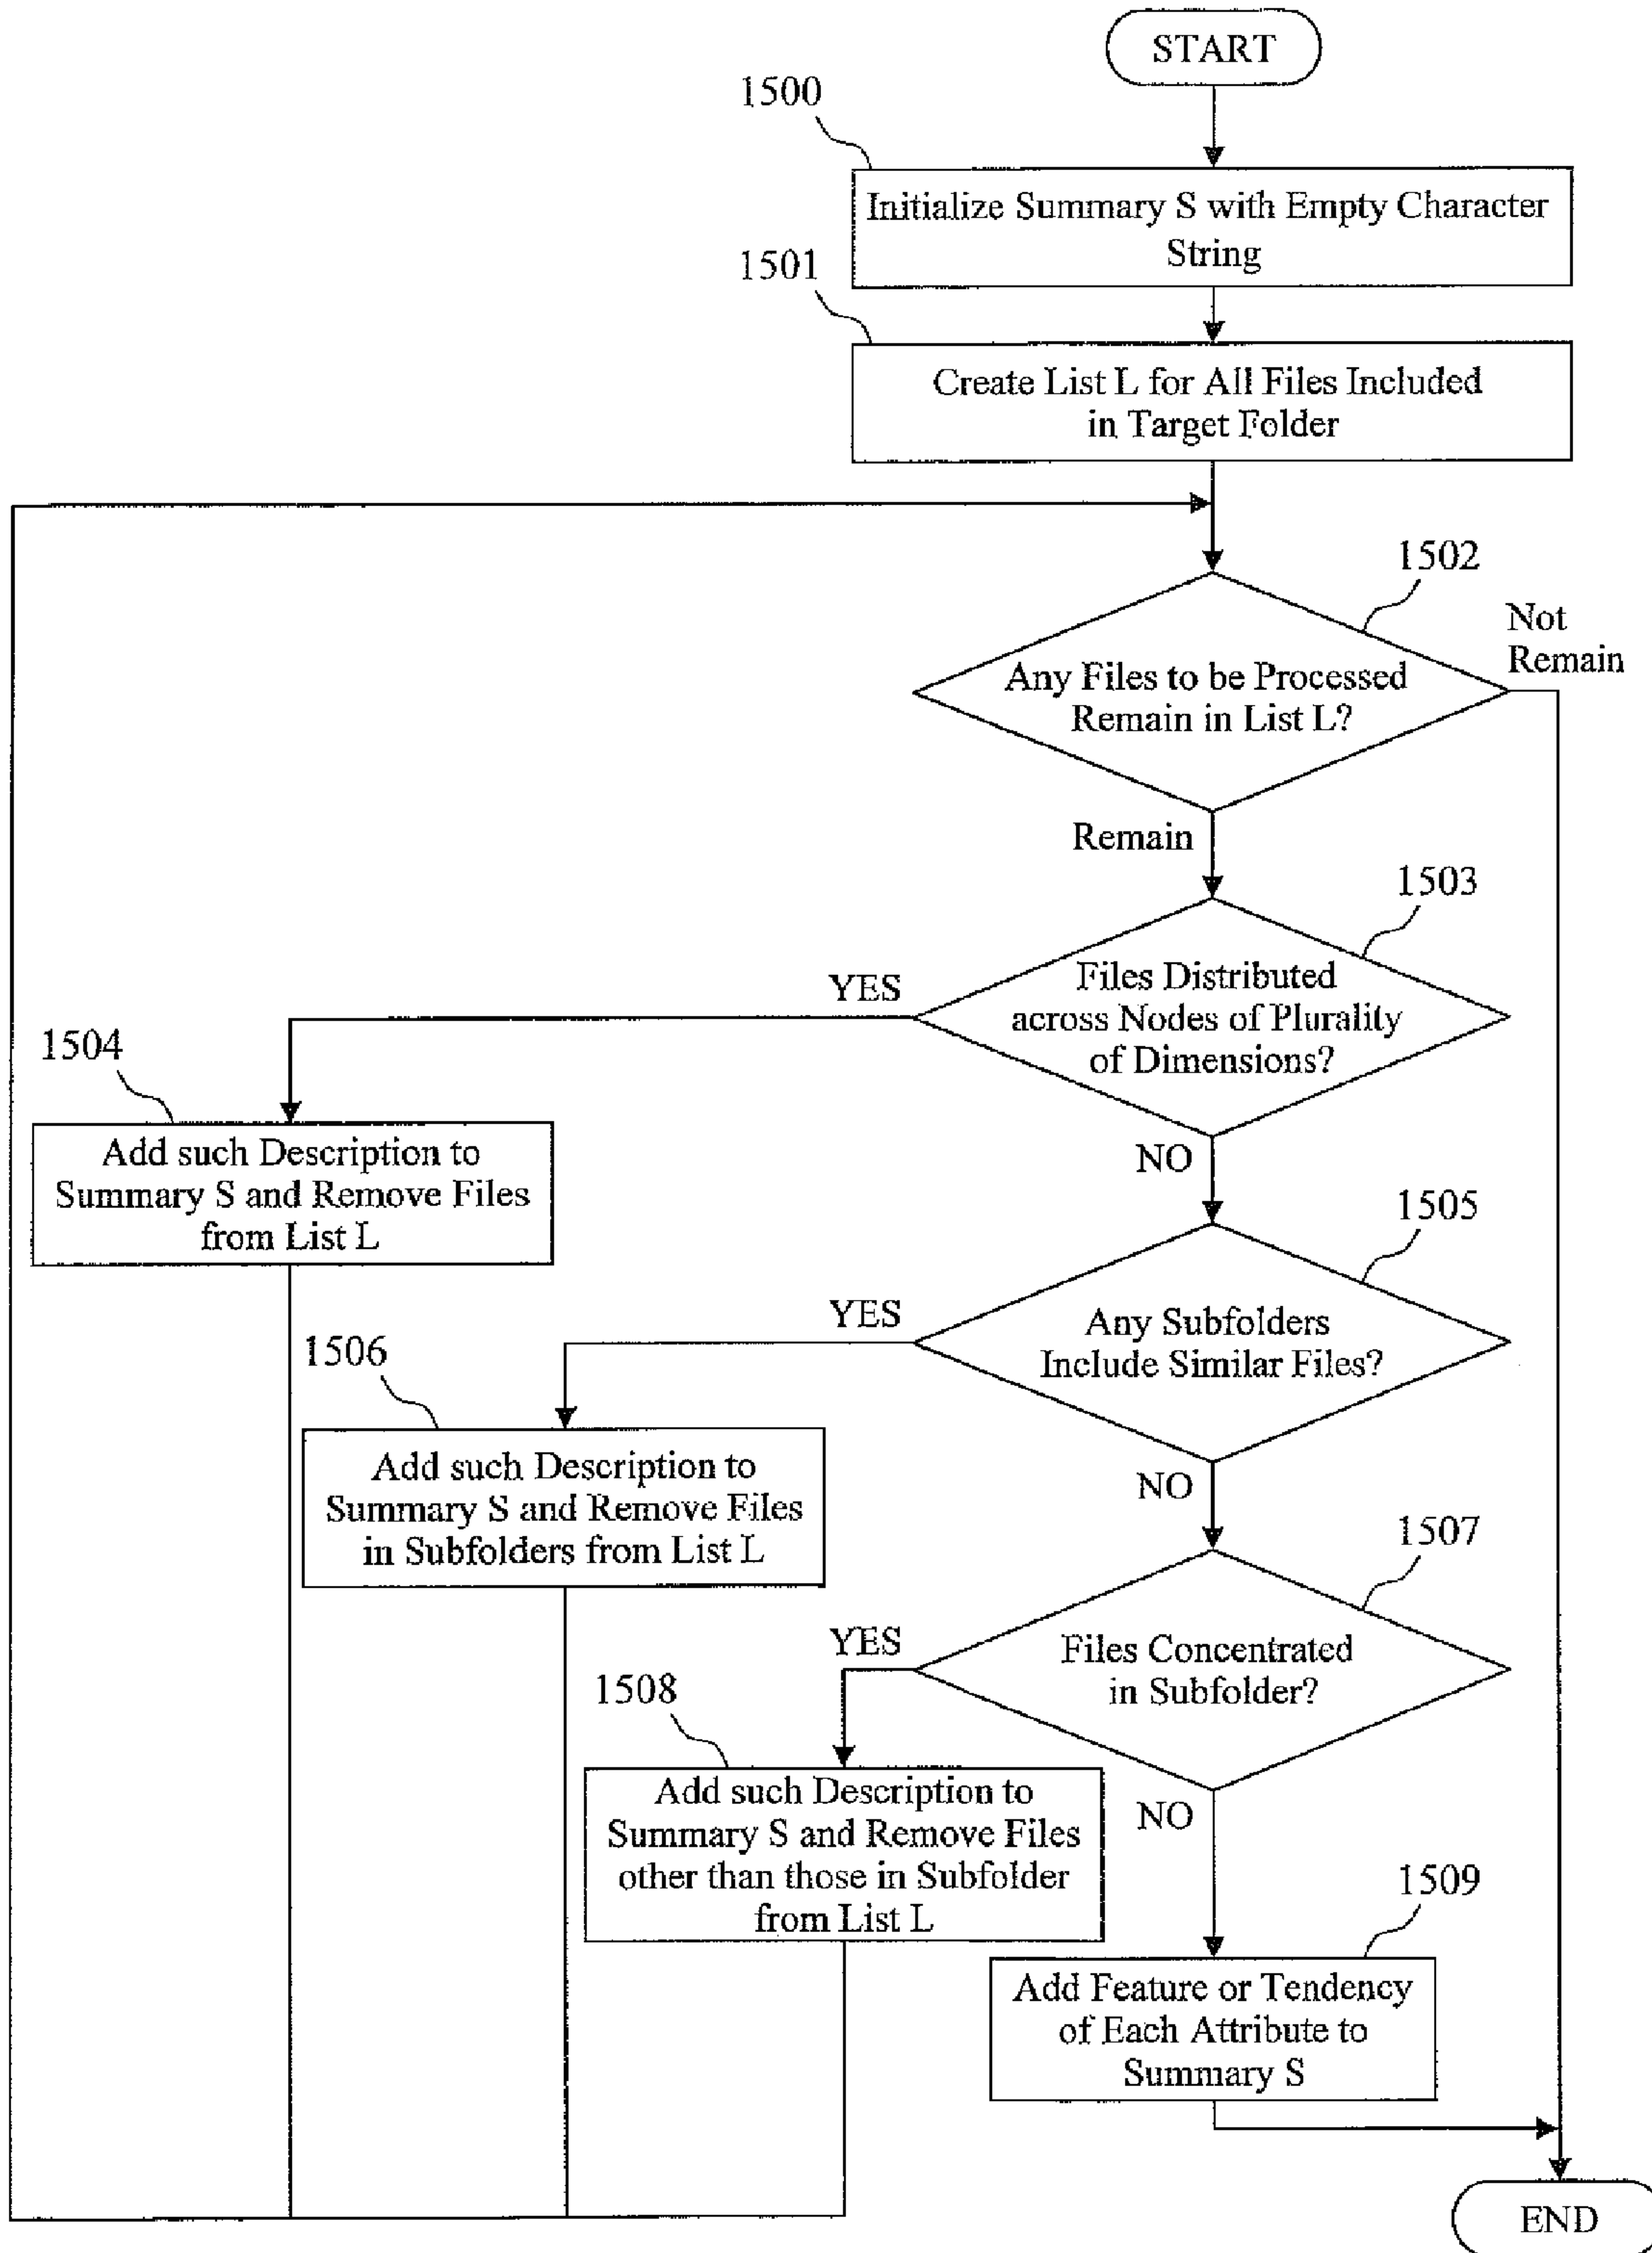 START
1500
Initialize Summary S with Empty Character
String
1501
Create List L for All Files Included
in Target Folder
1502
Not
Remain
Any Files to be Processed
Remain in List L?
Remain
1503
YES
Files Distributed
across Nodes of Plurality
of Dimensions?
1504
Add such Description to
Summary S and Remove Files
from List L
NO
1505
YES
Any Subfolders
Include Similar Files?
1506
Add such Description to
Summary S and Remove Files
in Subfolders from List L
NO
1507
YES
Files Concentrated
in Subfolder?
1508
Add such Description to
Summary S and Remove Files
other than those in Subfolder
from List L
NO
1509
Add Feature or Tendency
of Each Attribute to
Summary S
END